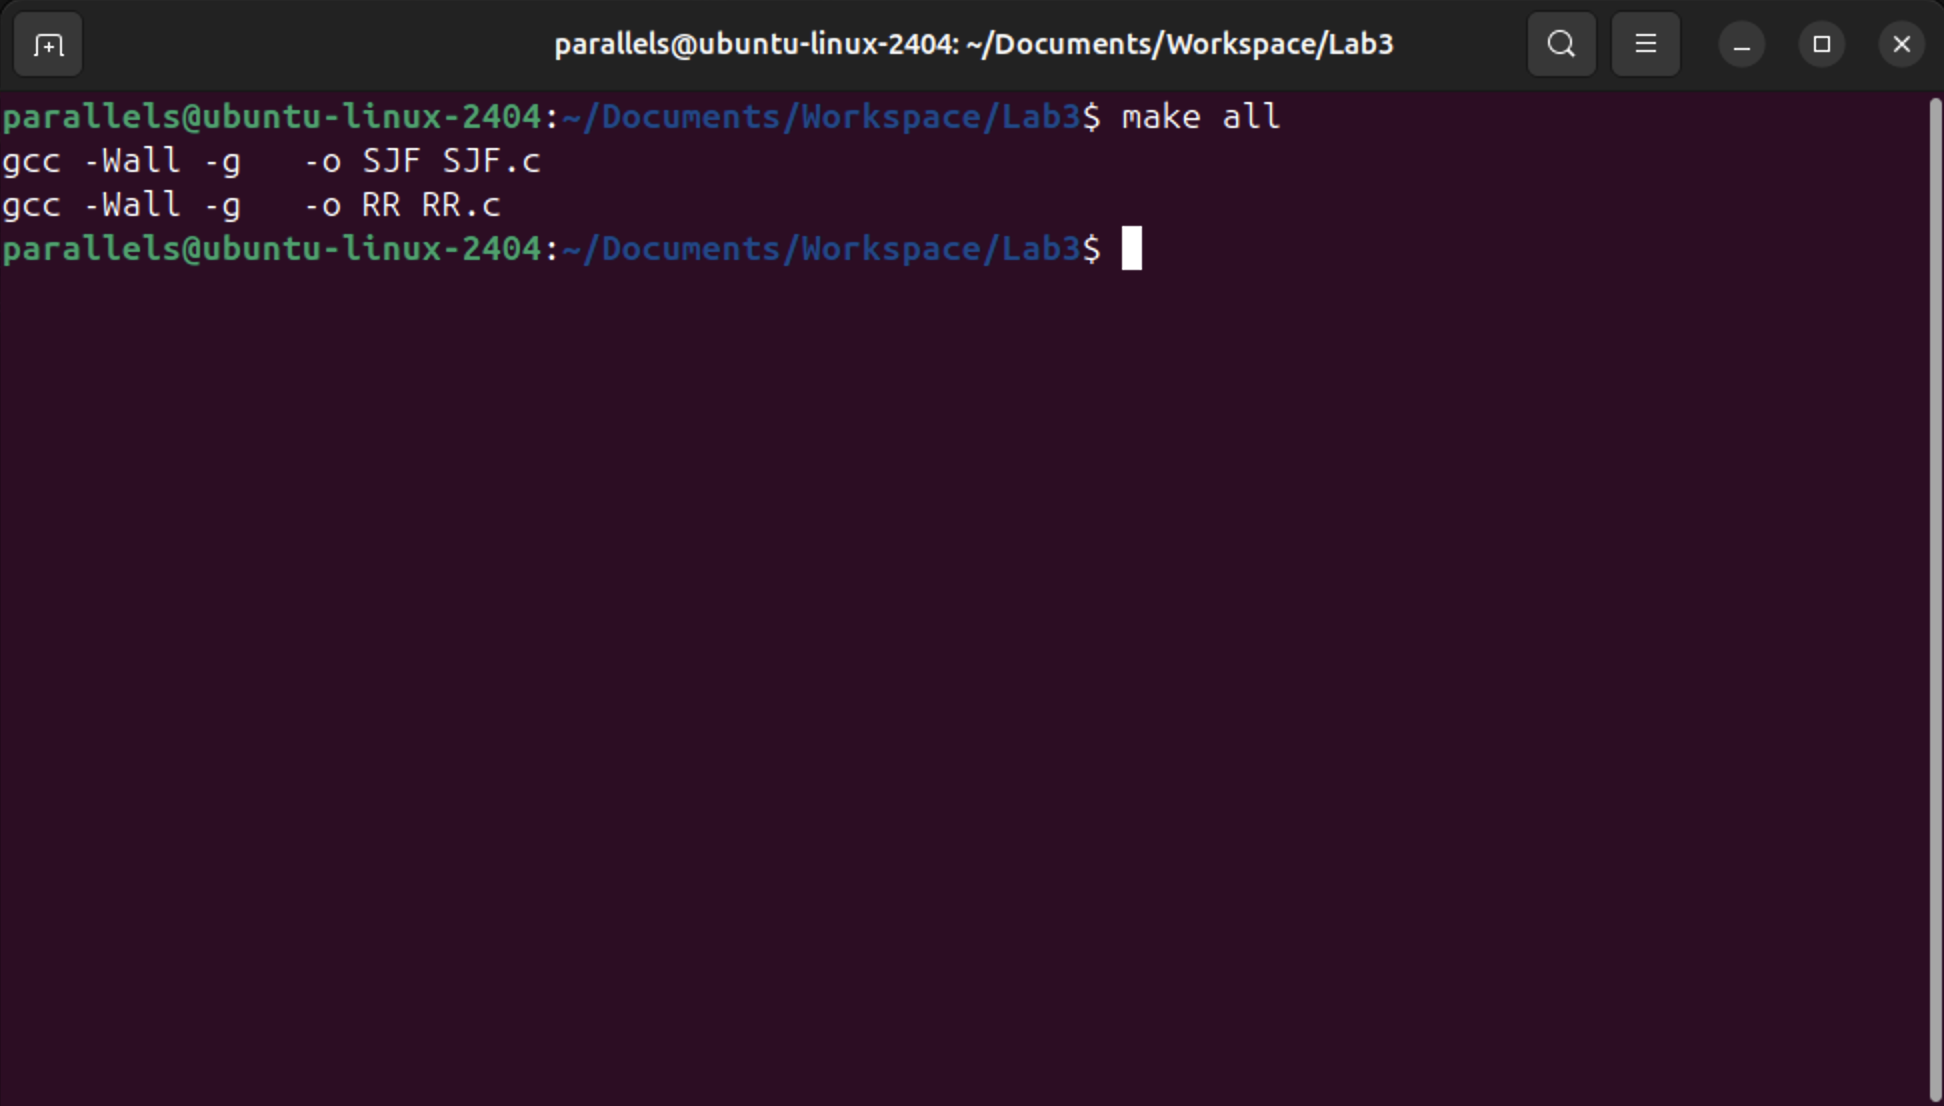 parallels@ubuntu-linux-2404: ~/Documents/Workspace/Lab3
parallels@ubuntu-linux-2404:~/Documents/Workspace/Lab3$ make all
gcc -Wall -g   -o SJF SJF.c
gcc -Wall -g   -o RR RR.c
parallels@ubuntu-linux-2404:~/Documents/Workspace/Lab3$